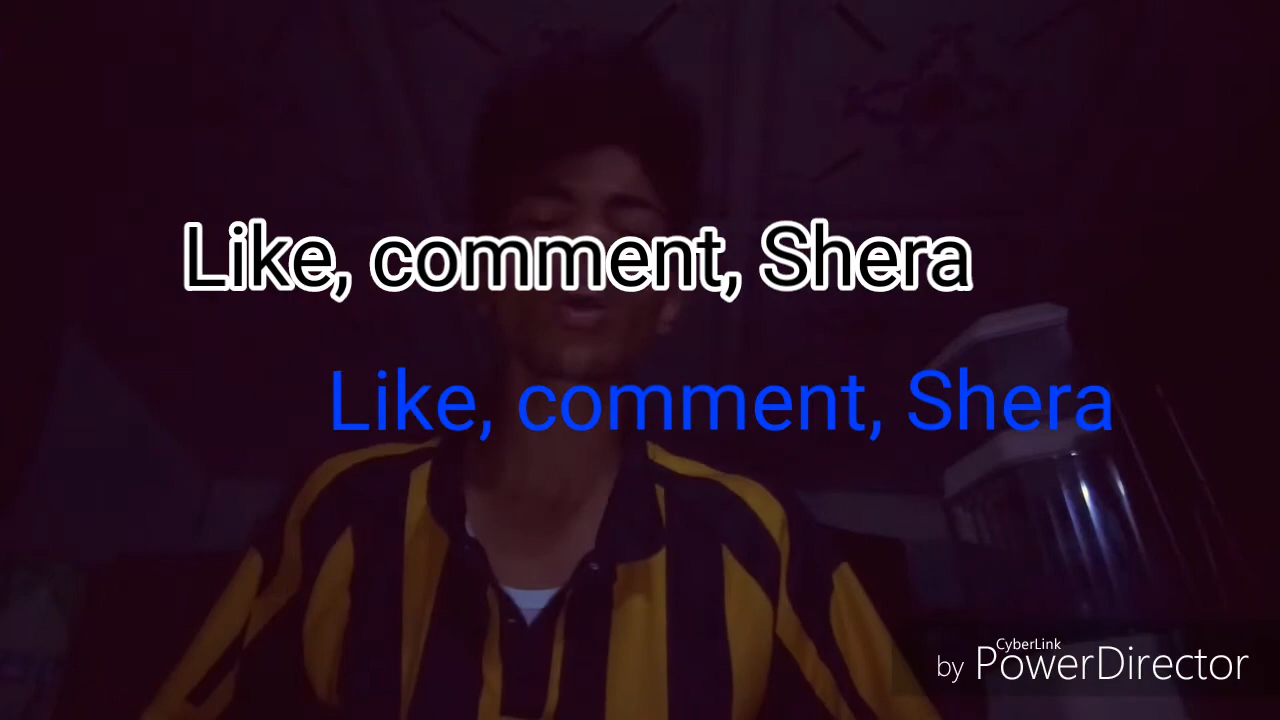 Like, comment, Shera
Like, comment, Shera
CyberLink
by PowerDirector